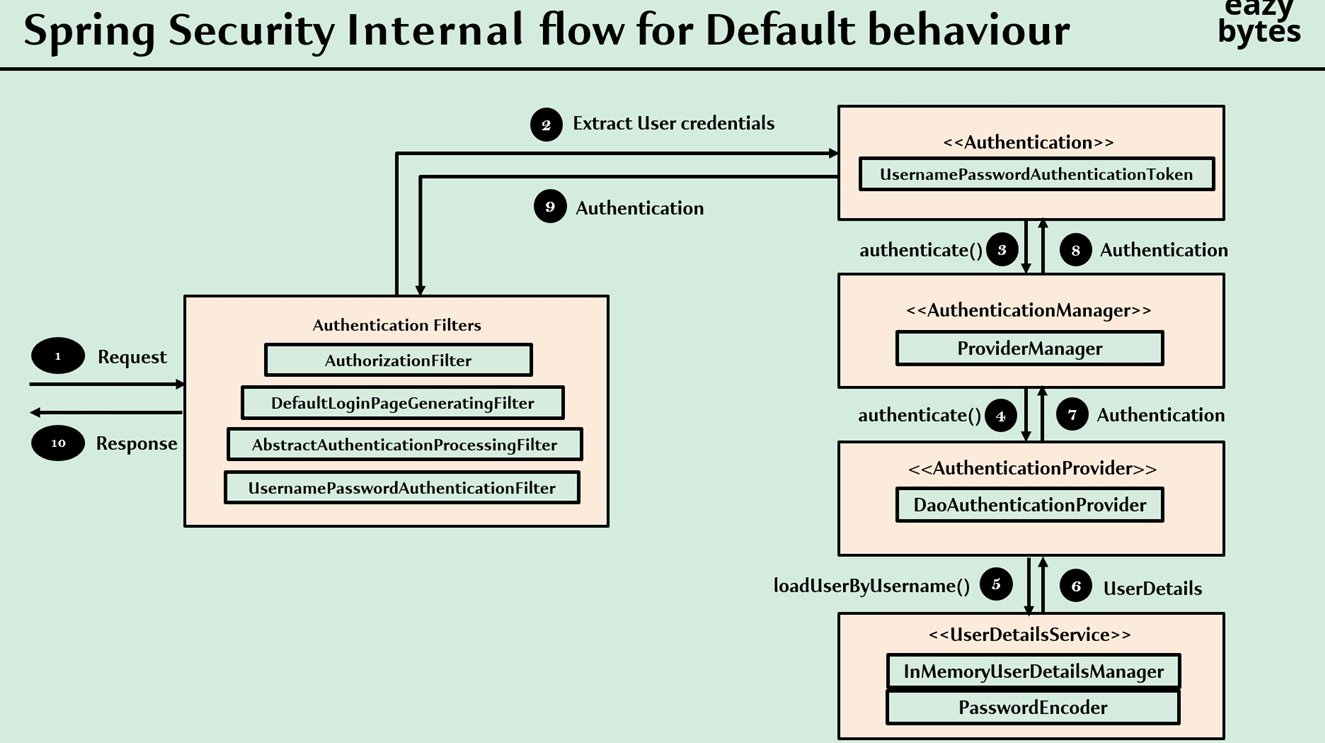 Spring Security Internal flow for Default behaviour
eazy
bytes
2 Extract User credentials
9 Authentication
<<Authentication>>
UsernamePasswordAuthenticationToken
authenticate() 3
8 Authentication
<<AuthenticationManager>>
ProviderManager
authenticate() 4
7 Authentication
<<AuthenticationProvider>>
DaoAuthenticationProvider
loadUserByUsername() 5
6 UserDetails
<<UserDetailsService>>
InMemoryUserDetailsManager
PasswordEncoder
1 Request
10 Response
Authentication Filters
AuthorizationFilter
DefaultLoginPageGeneratingFilter
AbstractAuthenticationProcessingFilter
UsernamePasswordAuthenticationFilter